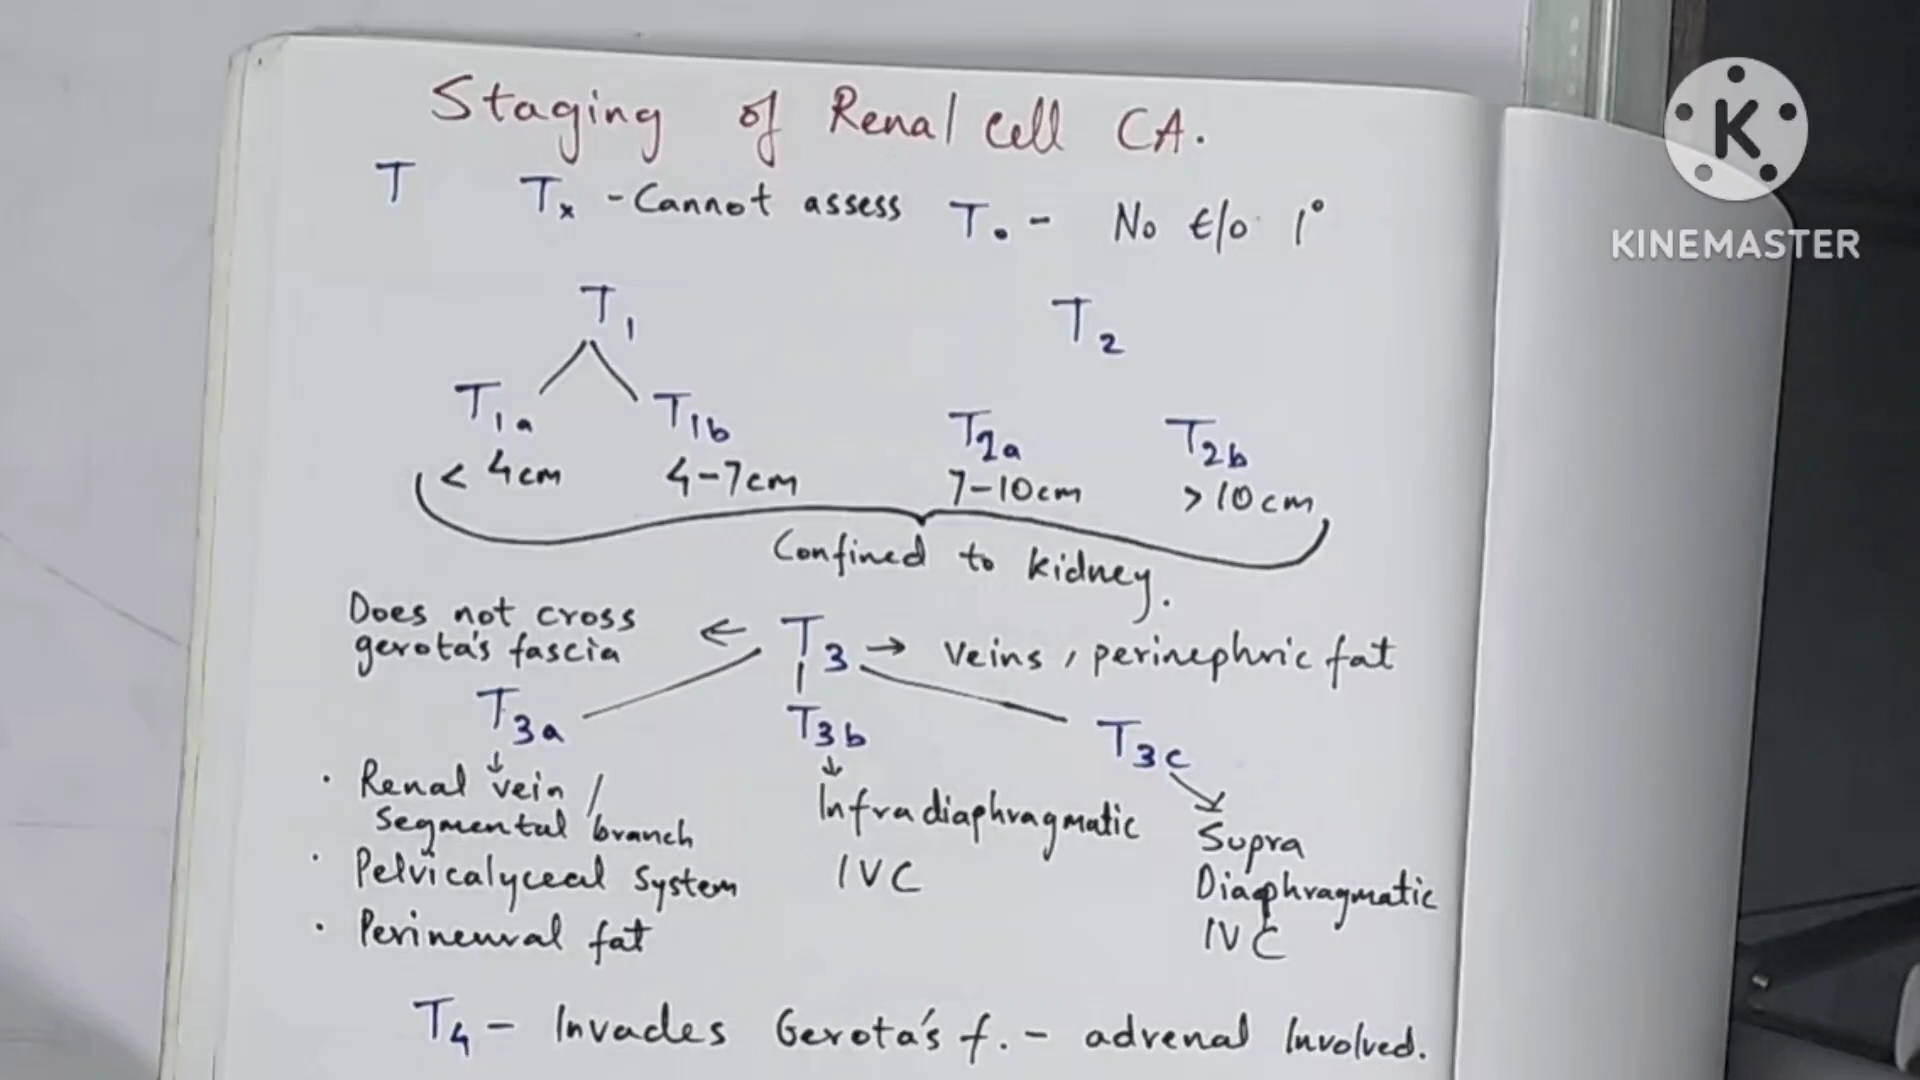 Staging of Renal Cell CA.
T Tx - Cannot assess T0 - No E/o 1°
T1 T2
T1a T1b T2a T2b
< 4cm 4-7cm 7-10cm >10cm
Confined to kidney.
Does not cross
gerota's fascia ← T3 → veins, perinephric fat
T3a T3b T3c
↓ ↓
• Renal vein /
segmental branch
• Pelvicalyceal System
• Perineural fat
Infradiaphragmatic
IVC
Supra
Diaphragmatic
IVC
T4 - Invades Gerota's f. - adrenal Involved.
K
KINEMASTER